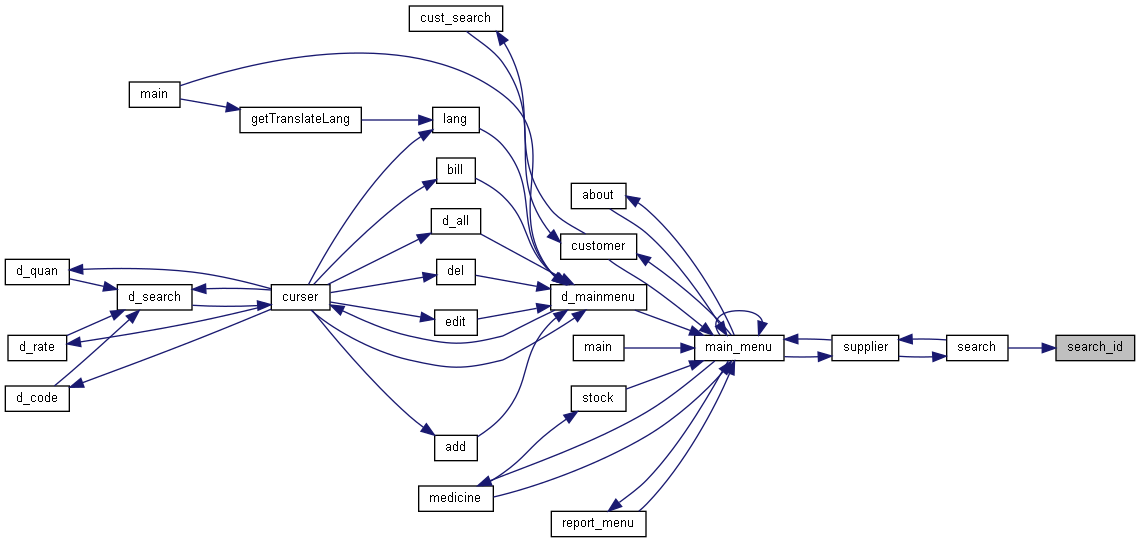 cust_search
main
getTranslateLang
lang
bill
about
d_all
customer
d_quan
del
d_search
curser
d_mainmenu
edit
d_rate
main
main_menu
supplier
search
search_id
d_code
stock
add
medicine
report_menu